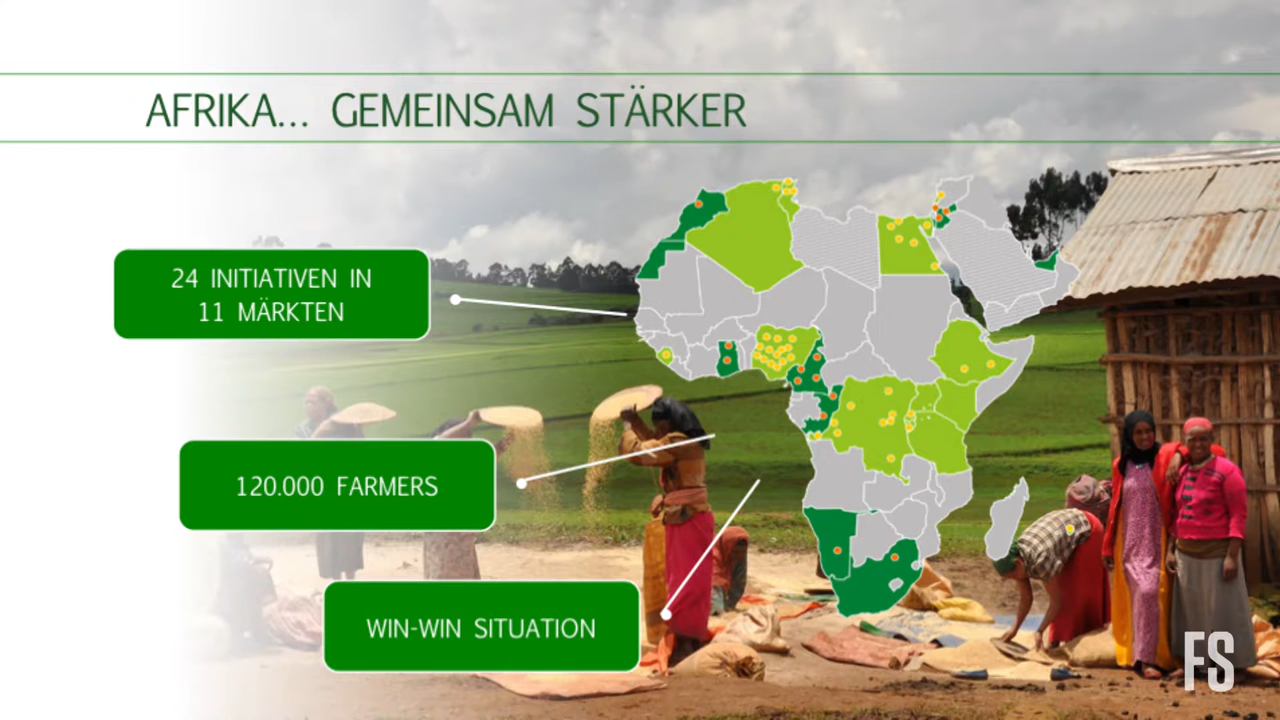 AFRIKA... GEMEINSAM STÄRKER
24 INITIATIVEN IN
11 MÄRKTEN
120.000 FARMERS
WIN-WIN SITUATION
FS